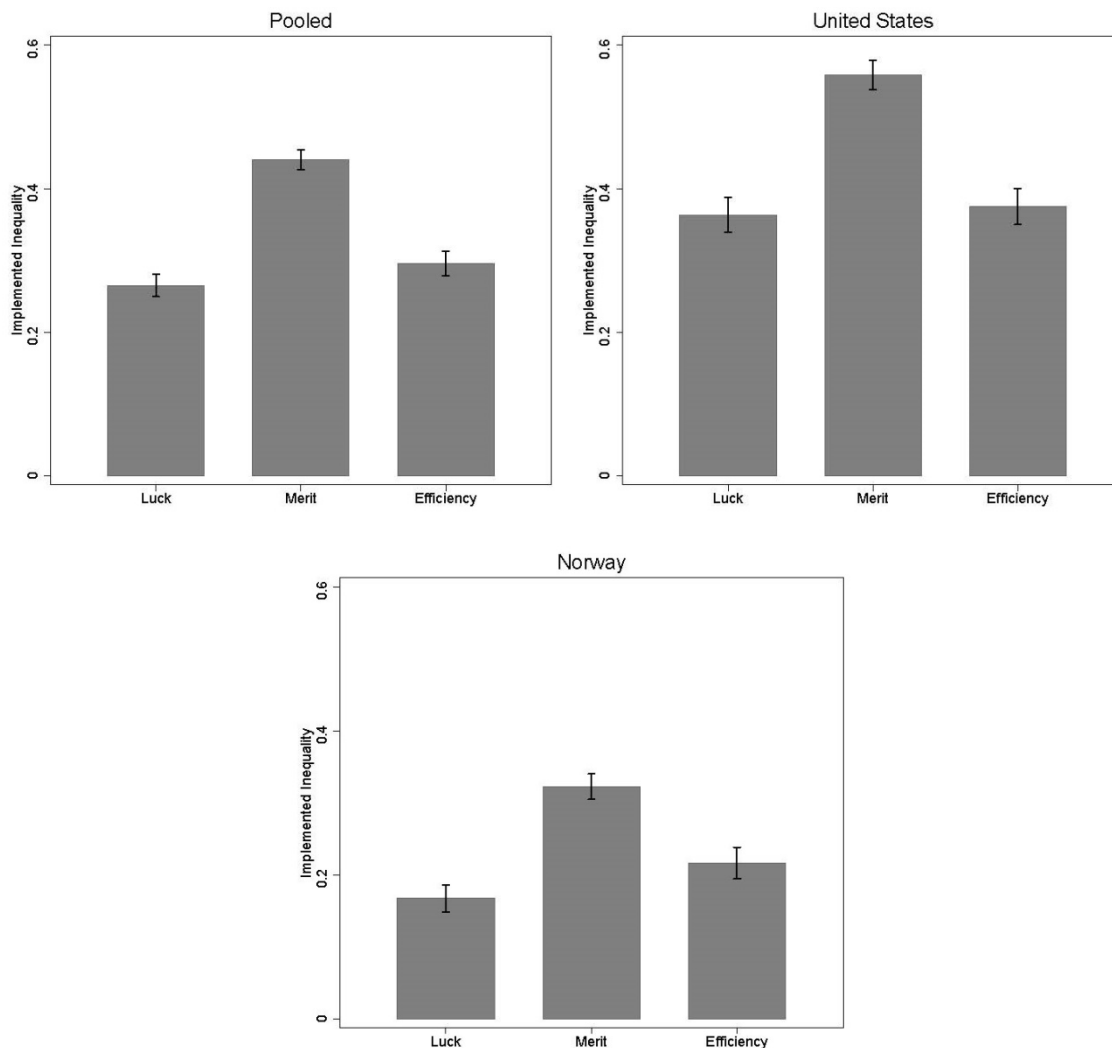 Pooled
Implemented Inequality
0.6
0.4
0.2
0
Luck Merit Efficiency
United States
Implemented Inequality
0.6
0.4
0.2
0
Luck Merit Efficiency
Norway
Implemented Inequality
0.6
0.4
0.2
0
Luck Merit Efficiency